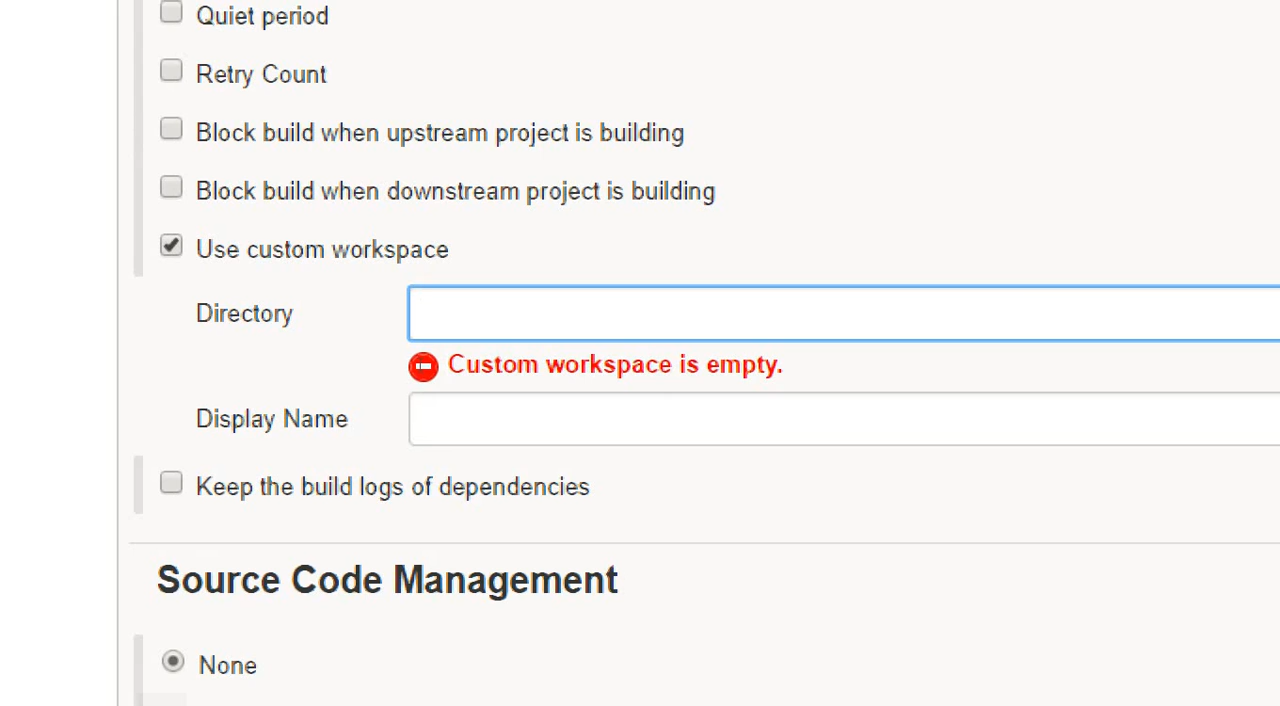 Quiet period
Retry Count
Block build when upstream project is building
Block build when downstream project is building
Use custom workspace
Directory
Custom workspace is empty.
Display Name
Keep the build logs of dependencies
Source Code Management
None